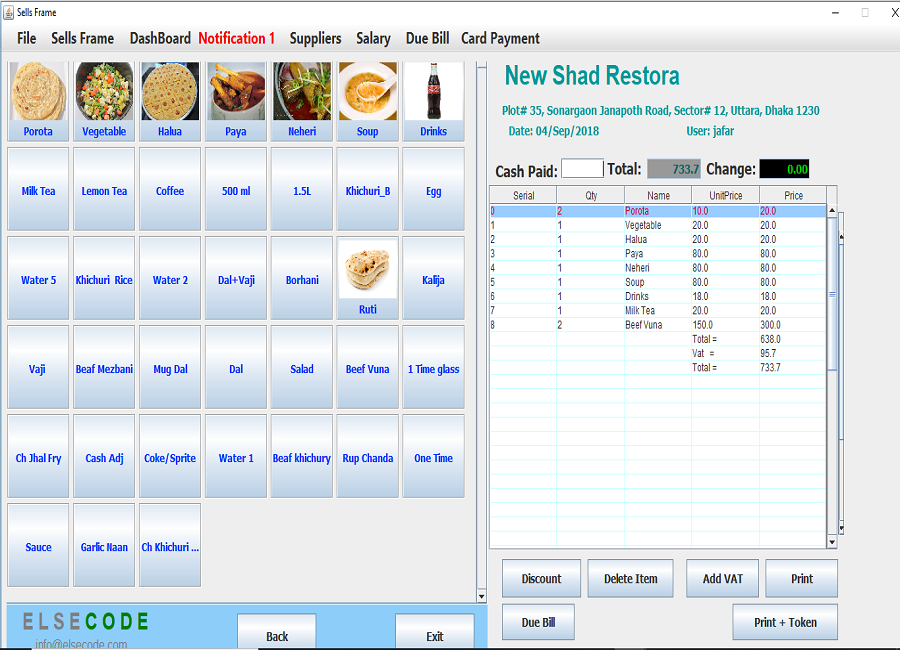 Sells Frame
File Sells Frame DashBoard Notification 1 Suppliers Salary Due Bill Card Payment
Porota Vegetable Halua Paya Neheri Soup Drinks
Milk Tea Lemon Tea Coffee 500 ml 1.5L Khichuri_B Egg
Water 5 Khichuri Rice Water 2 Dal+Vaji Borhani Ruti Kalija
Vaji Beaf Mezbani Mug Dal Dal Salad Beef Vuna 1 Time glass
Ch Jhal Fry Cash Adj Coke/Sprite Water 1 Beaf khichury Rup Chanda One Time
Sauce Garlic Naan Ch Khichuri ...
ELSECODE
info@elsecode.com
Back Exit
New Shad Restora
Plot# 35, Sonargaon Janapoth Road, Sector# 12, Uttara, Dhaka 1230
Date: 04/Sep/2018 User: jafar
Cash Paid: Total: 733.7 Change: 0.00
Serial Qty Name UnitPrice Price
0 2 Porota 10.0 20.0
1 1 Vegetable 20.0 20.0
2 1 Halua 20.0 20.0
3 1 Paya 80.0 80.0
4 1 Neheri 80.0 80.0
5 1 Soup 80.0 80.0
6 1 Drinks 18.0 18.0
7 1 Milk Tea 20.0 20.0
8 2 Beef Vuna 150.0 300.0
Total = 638.0
Vat = 95.7
Total = 733.7
Discount Delete Item Add VAT Print
Due Bill Print + Token